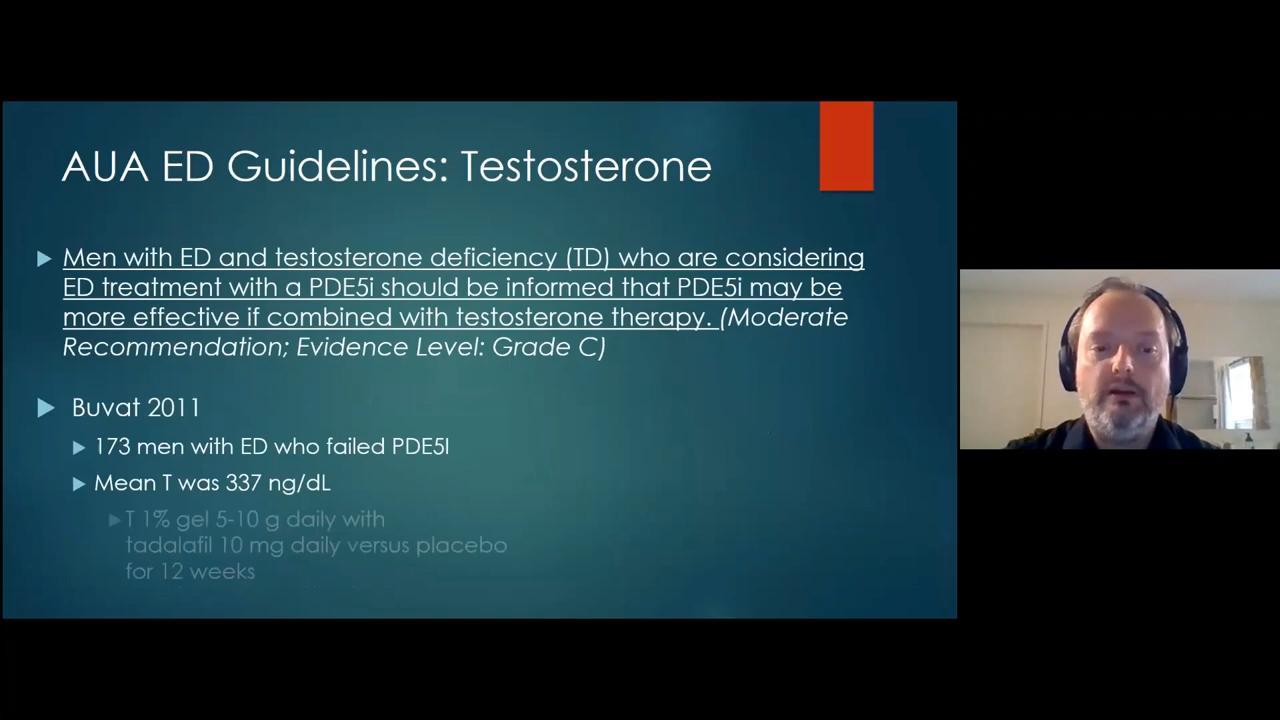 AUA ED Guidelines: Testosterone
Men with ED and testosterone deficiency (TD) who are considering
ED treatment with a PDE5i should be informed that PDE5i may be
more effective if combined with testosterone therapy. (Moderate
Recommendation; Evidence Level: Grade C)
Buvat 2011
173 men with ED who failed PDE5I
Mean T was 337 ng/dL
T 1% gel 5-10 g daily with
tadalafil 10 mg daily versus placebo
for 12 weeks